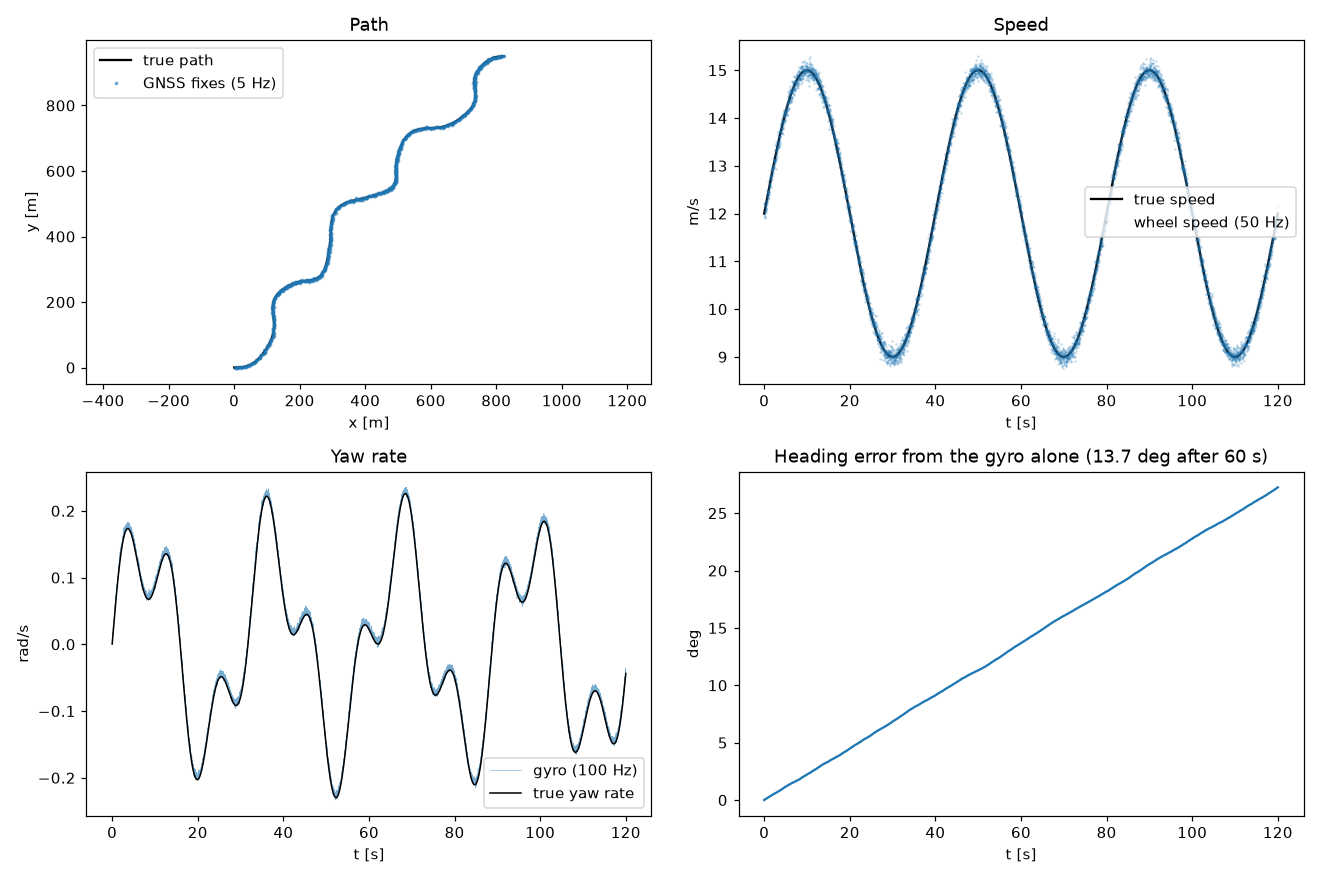 Path
true path
GNSS fixes (5 Hz)
800
600
400
200
0
y [m]
−400 −200 0 200 400 600 800 1000 1200
x [m]
Speed
15
14
13
12
11
10
9
m/s
true speed
wheel speed (50 Hz)
0 20 40 60 80 100 120
t [s]
Yaw rate
0.2
0.1
0.0
−0.1
−0.2
rad/s
gyro (100 Hz)
true yaw rate
0 20 40 60 80 100 120
t [s]
Heading error from the gyro alone (13.7 deg after 60 s)
25
20
15
10
5
0
deg
0 20 40 60 80 100 120
t [s]